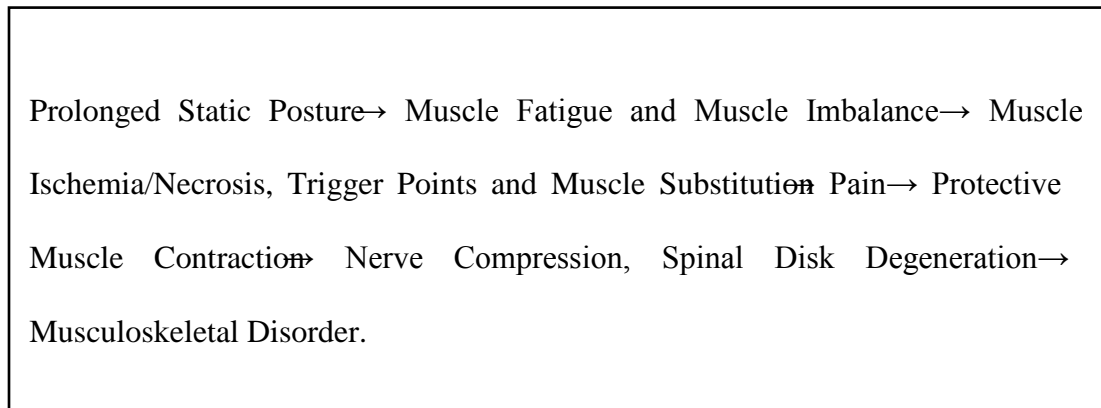 Prolonged Static Posture→ Muscle Fatigue and Muscle Imbalance→ Muscle
Ischemia/Necrosis, Trigger Points and Muscle Substitution→ Pain→ Protective
Muscle Contraction→ Nerve Compression, Spinal Disk Degeneration→
Musculoskeletal Disorder.